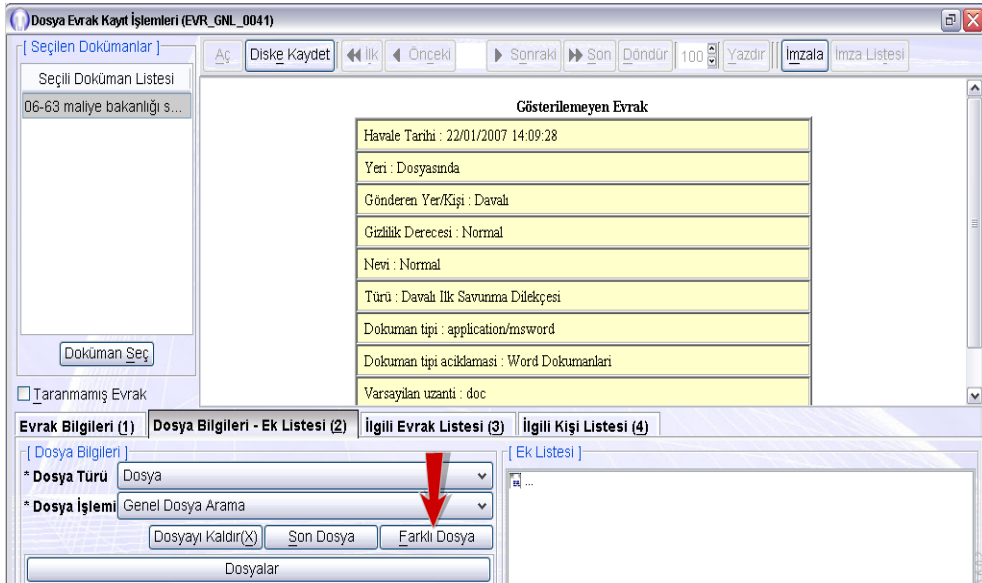 Dosya Evrak Kayıt İşlemleri (EVR_GNL_0041)
[ Seçilen Dokümanlar ]
Seçili Doküman Listesi
06-63 maliye bakanlığı s...
Doküman Seç
Taranmamış Evrak
Aç Diske Kaydet İlk Önceki Sonraki Son Döndür 100 Yazdır İmzala İmza Listesi
Gösterilemeyen Evrak
Havale Tarihi : 22/01/2007 14:09:28
Yeri : Dosyasında
Gönderen Yer/Kişi : Davalı
Gizlilik Derecesi : Normal
Nevi : Normal
Türü : Davalı Ilk Savunma Dilekçesi
Dokuman tipi : application/msword
Dokuman tipi aciklamasi : Word Dokumanlari
Varsayilan uzanti : doc
Evrak Bilgileri (1) Dosya Bilgileri - Ek Listesi (2) İlgili Evrak Listesi (3) İlgili Kişi Listesi (4)
[ Dosya Bilgileri ]
* Dosya Türü Dosya
* Dosya İşlemi Genel Dosya Arama
Dosyayı Kaldır(X) Son Dosya Farklı Dosya
Dosyalar
[ Ek Listesi ]
...